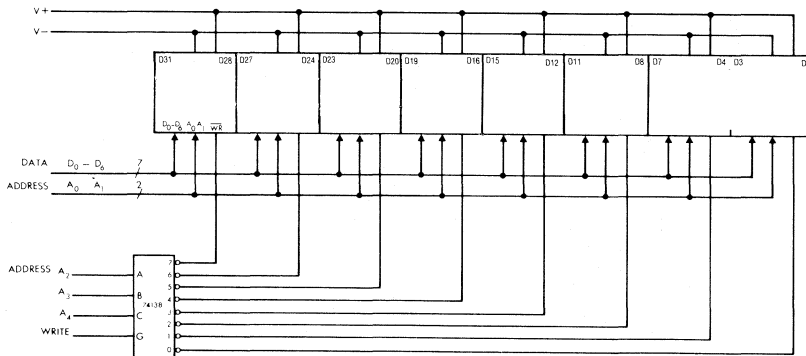 V+
V−
D31 D28 D27 D24 D23 D20 D19 D16 D15 D12 D11 D8 D7 D4 D3 D
D₀-D₆ A₀ A₁ W̅R̅
DATA D₀ – D₆ 7
ADDRESS A₀ A₁ 2
ADDRESS A₂ A 7
6
A₃ B 5
74138 4
A₄ C 3
2
WRITE G 1
0